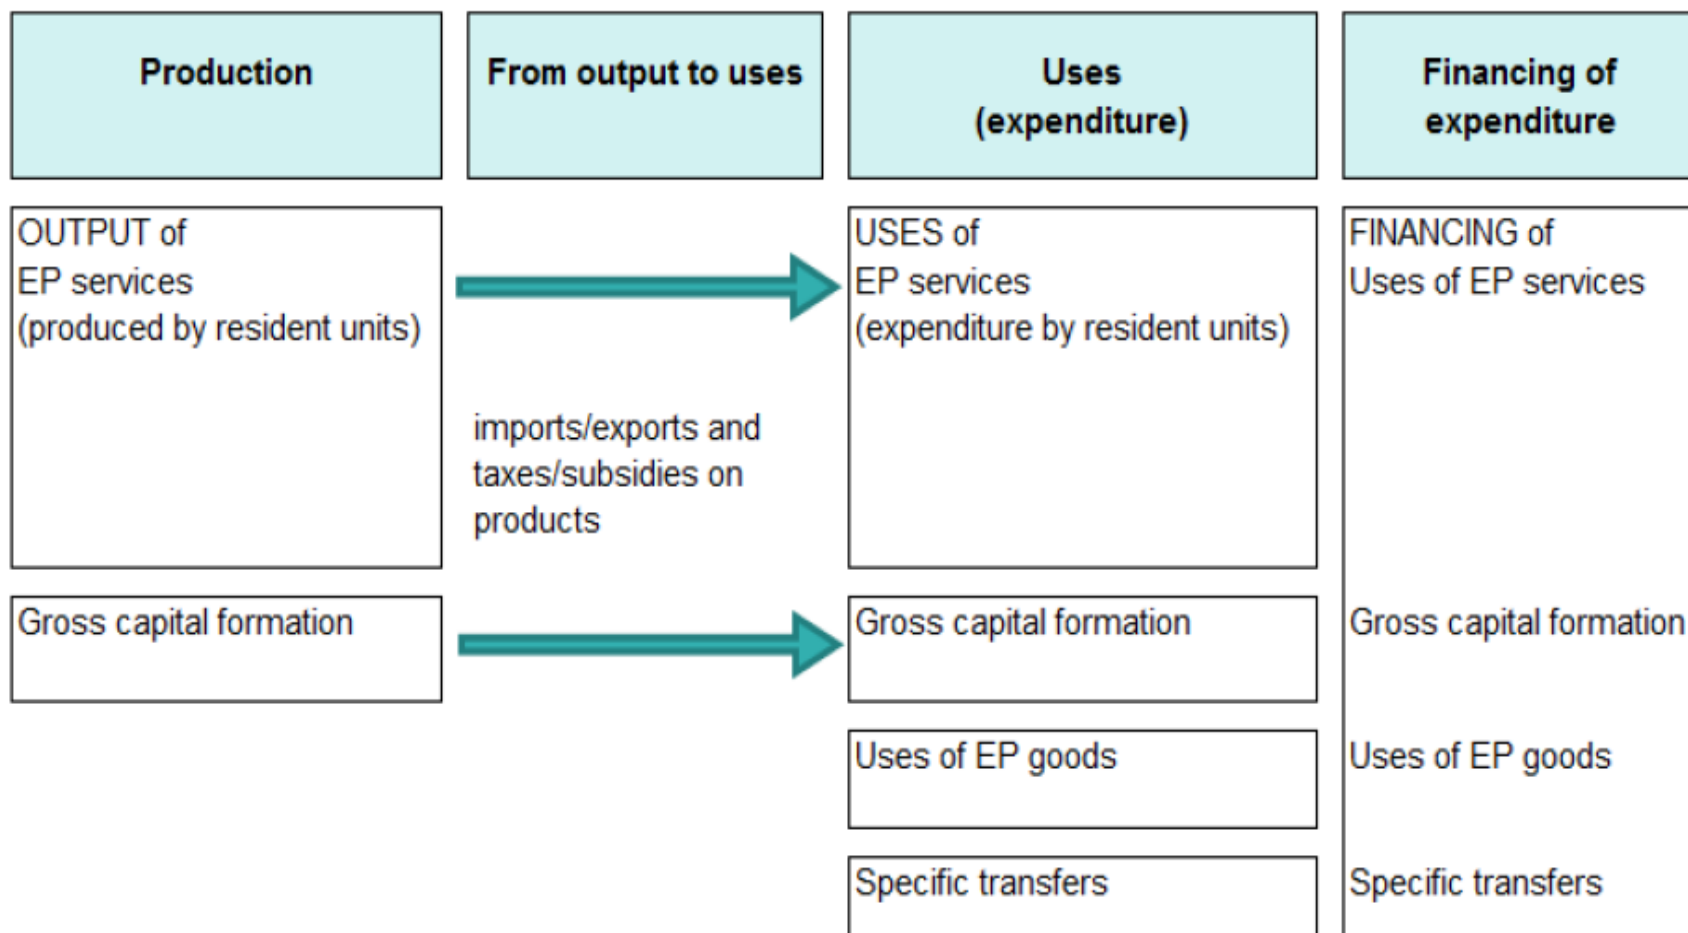 Production
From output to uses
Uses
(expenditure)
Financing of
expenditure
OUTPUT of
EP services
(produced by resident units)
imports/exports and
taxes/subsidies on
products
USES of
EP services
(expenditure by resident units)
FINANCING of
Uses of EP services
Gross capital formation
Gross capital formation
Gross capital formation
Uses of EP goods
Uses of EP goods
Specific transfers
Specific transfers